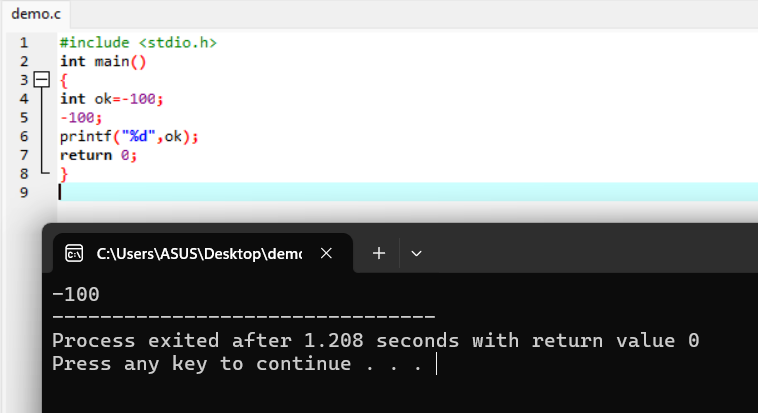 demo.c
1 #include <stdio.h>
2 int main()
3 {
4 int ok=-100;
5 -100;
6 printf("%d",ok);
7 return 0;
8 }
9
C:\Users\ASUS\Desktop\demo
-100
--------------------------------
Process exited after 1.208 seconds with return value 0
Press any key to continue . . .